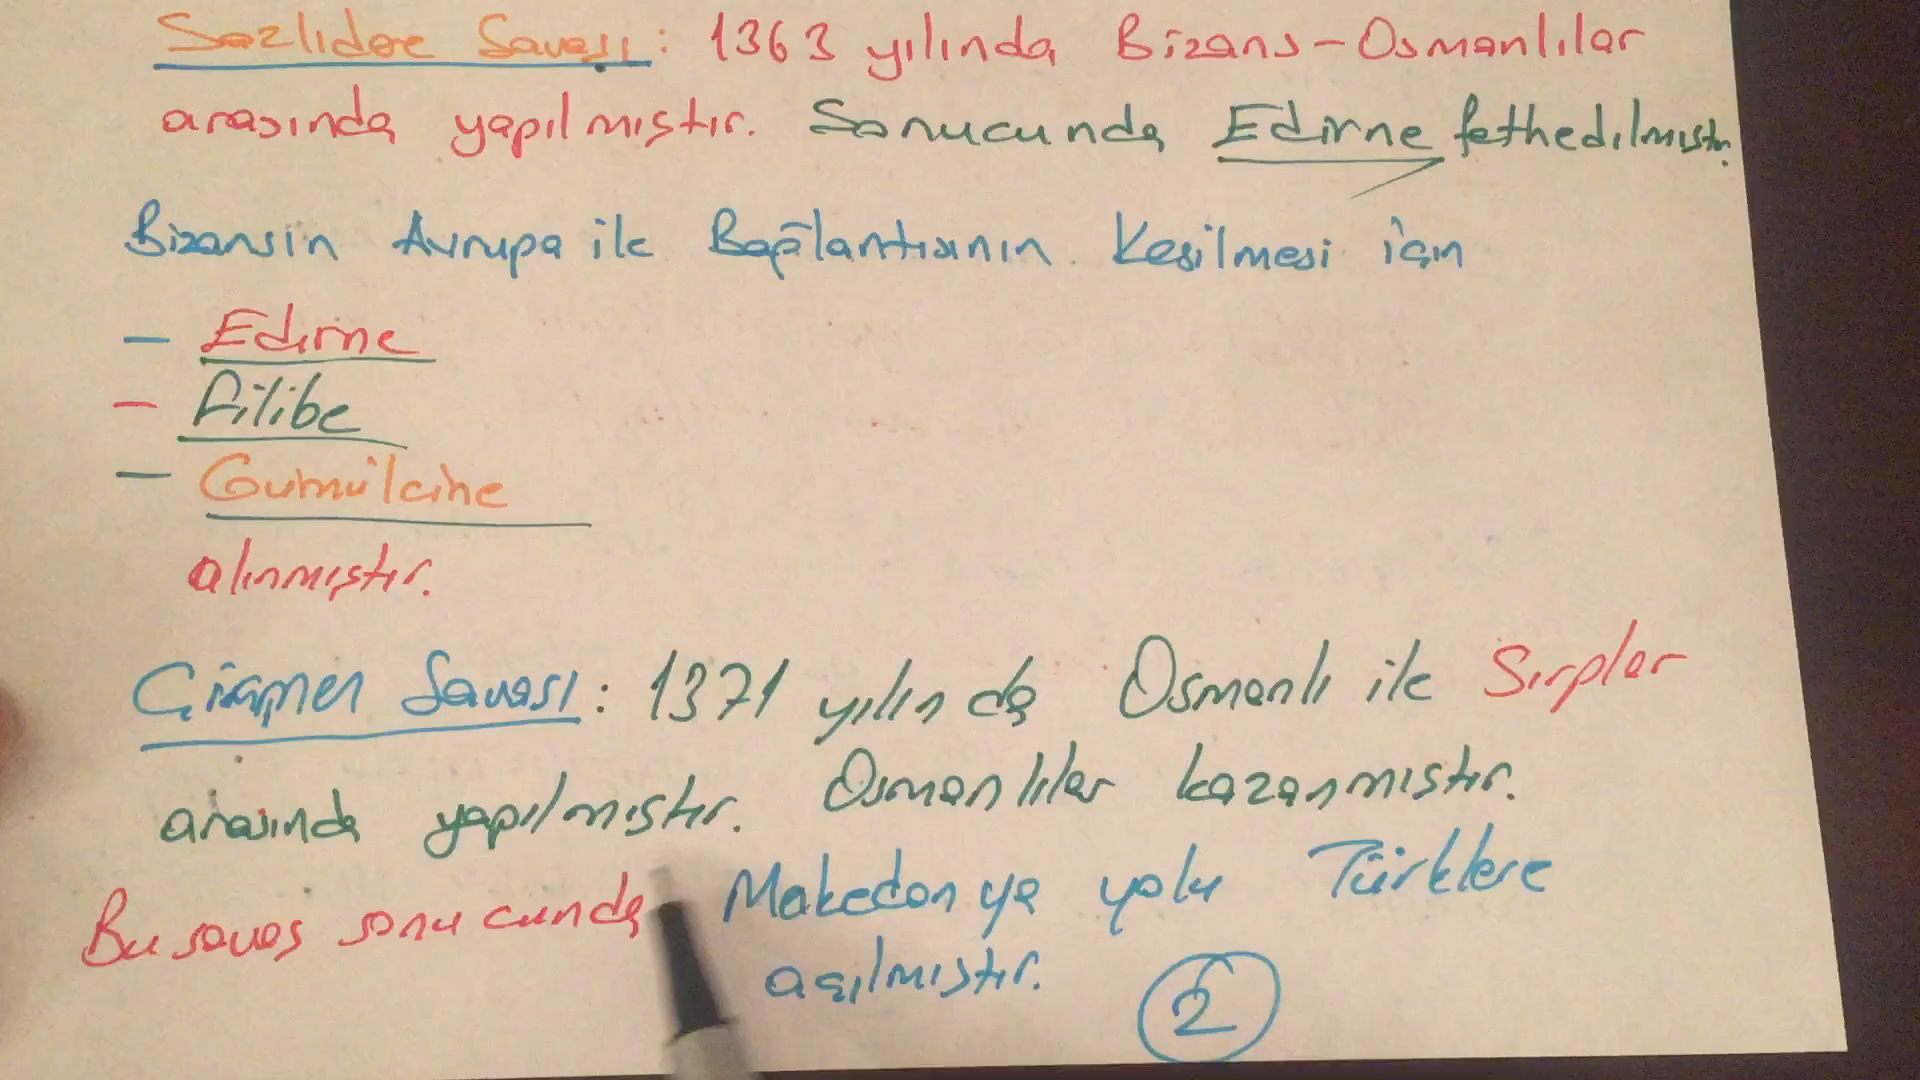 Sazlıdere Savaşı: 1363 yılında Bizans-Osmanlılar
arasında yapılmıştır. Sonucunda Edirne fethedilmiştir.
Bizansin Avrupa ile Bağlantısının Kesilmesi için
- Edirne
- Filibe
- Gümülcine
alınmıştır.
Çirmen Savaşı: 1371 yılında Osmanlı ile Sırplar
arasında yapılmıştır. Osmanlılar kazanmıştır.
Bu savaş sonucunda Makedonya yolu Türklere
açılmıştır.
2